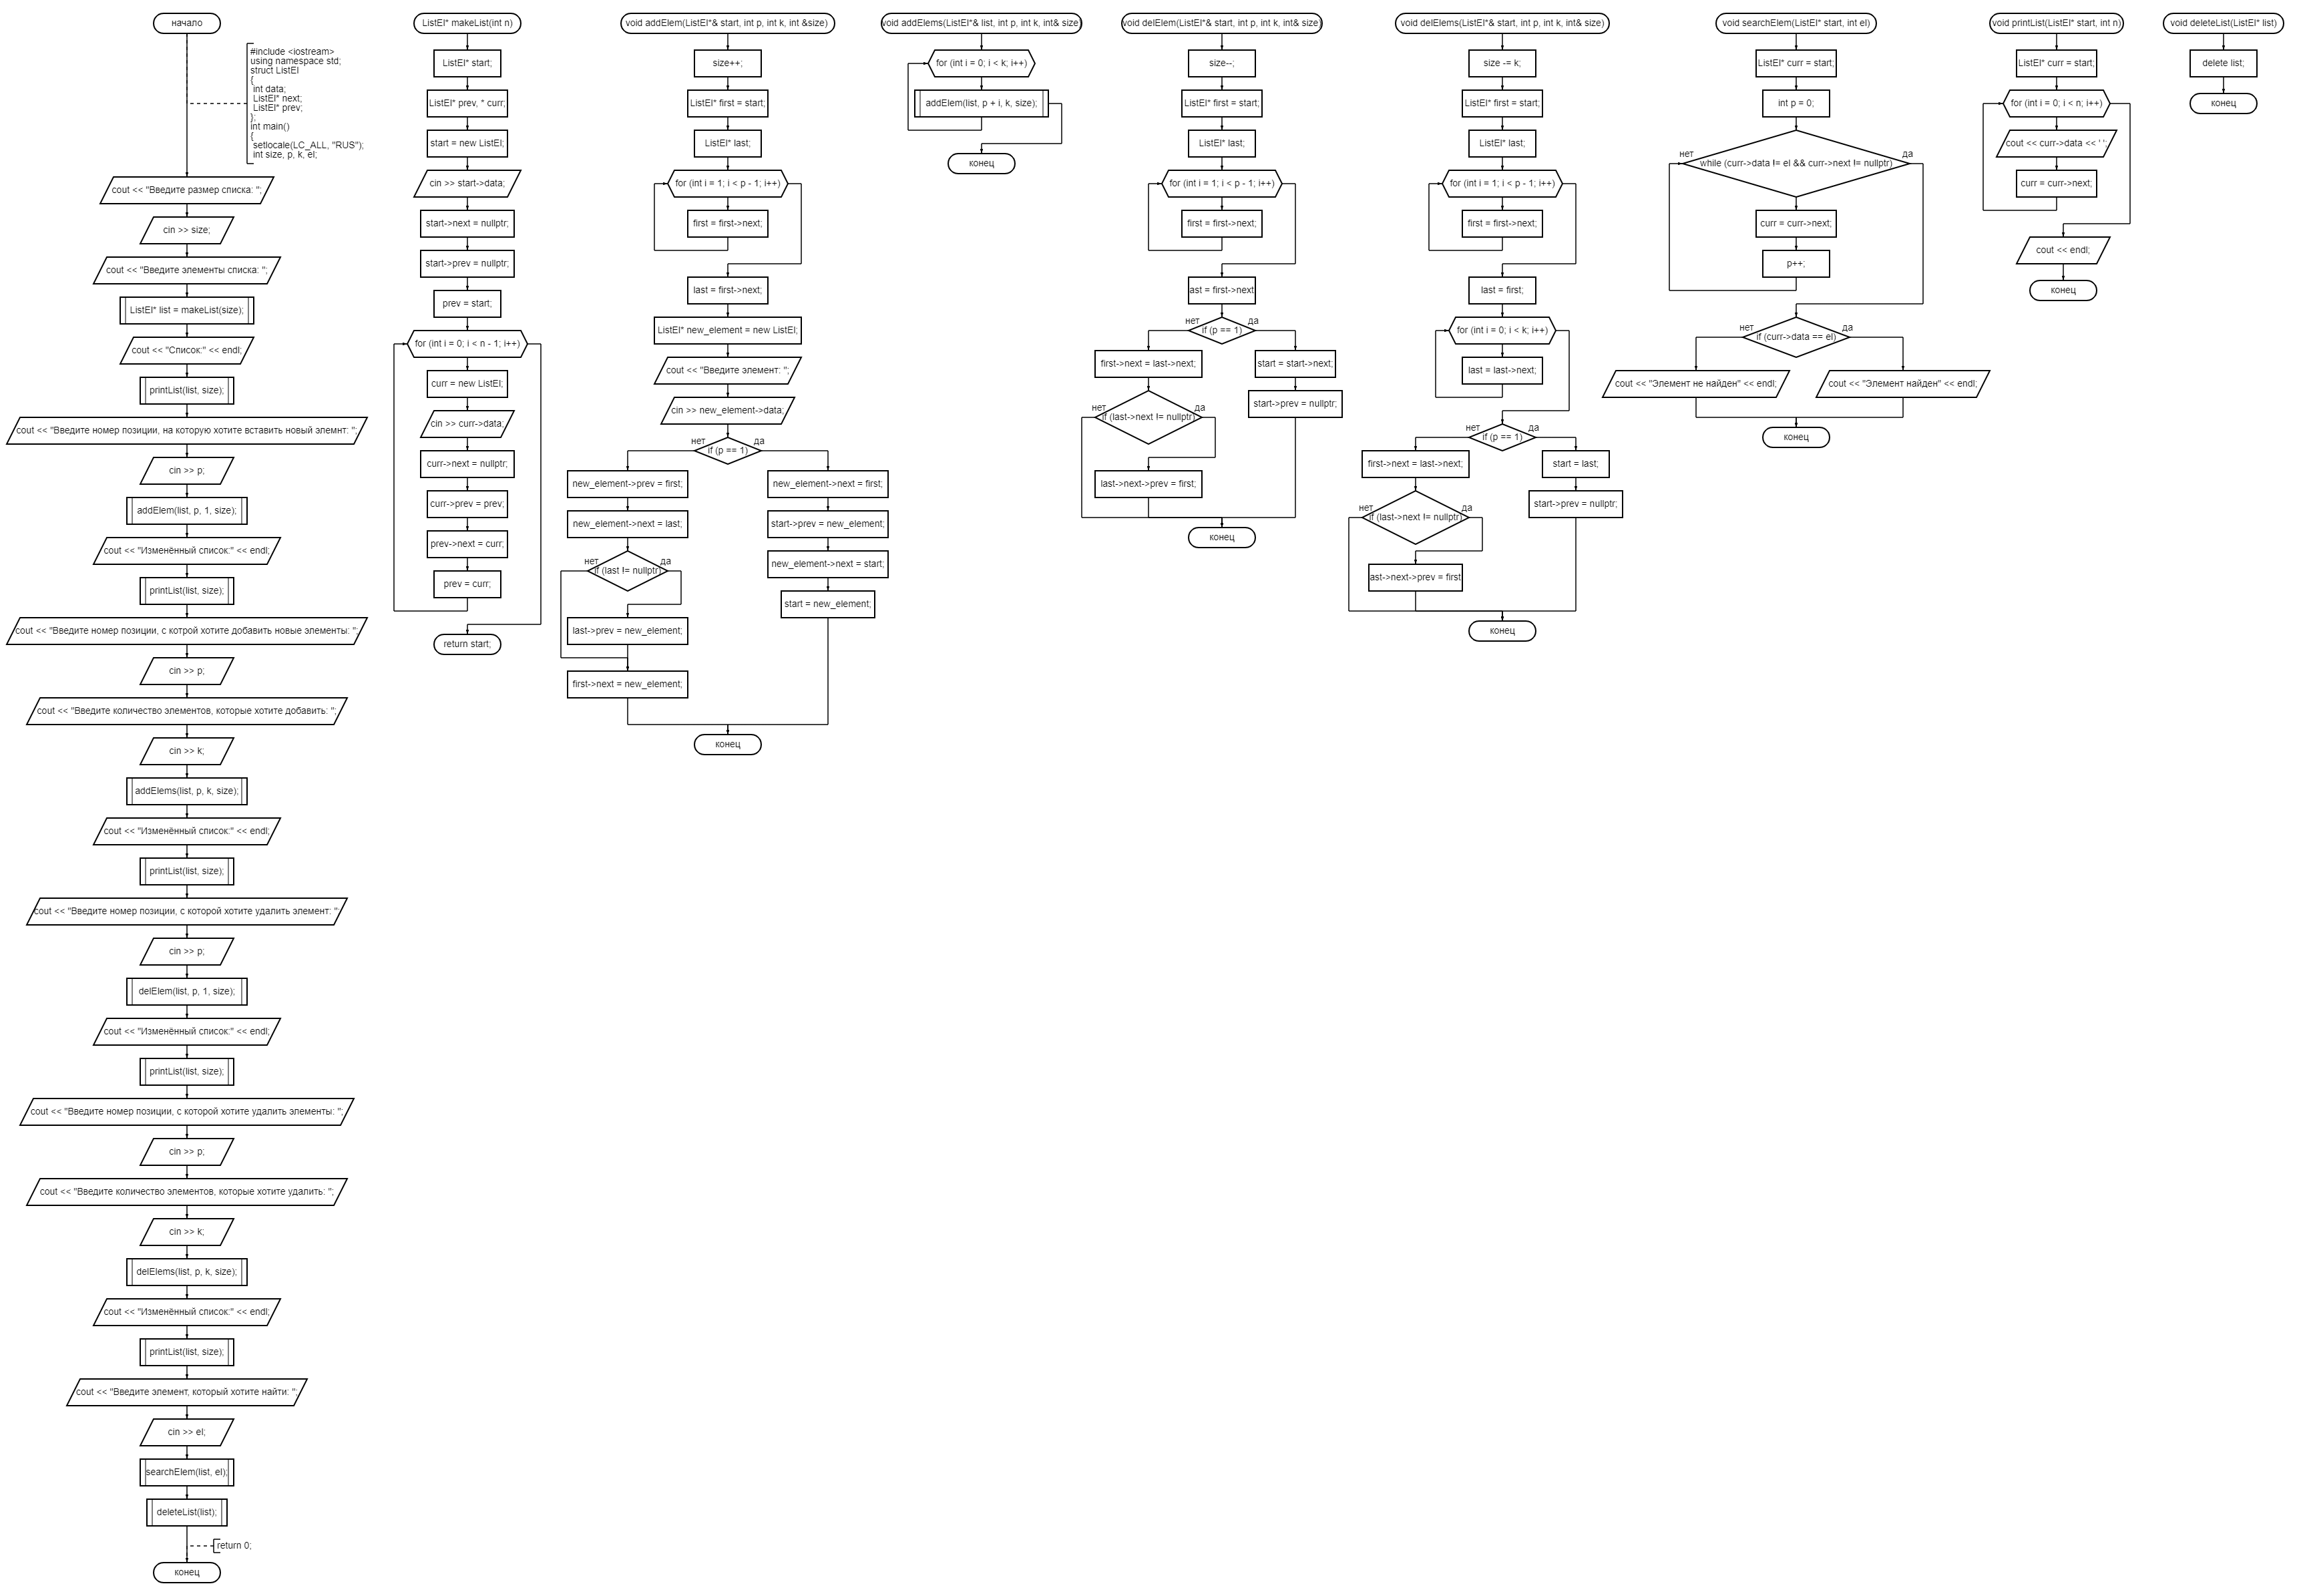 начало
#include <iostream>
using namespace std;
struct ListEl
{
int data;
ListEl* next;
ListEl* prev;
};
int main()
{
setlocale(LC_ALL, "RUS");
int size, p, k, el;
cout << "Введите размер списка: ";
cin >> size;
cout << "Введите элементы списка: ";
ListEl* list = makeList(size);
cout << "Список:" << endl;
printList(list, size);
cout << "Введите номер позиции, на которую хотите вставить новый элемнт: ";
cin >> p;
addElem(list, p, 1, size);
cout << "Изменённый список:" << endl;
printList(list, size);
cout << "Введите номер позиции, с котрой хотите добавить новые элементы: ";
cin >> p;
cout << "Введите количество элементов, которые хотите добавить: ";
cin >> k;
addElems(list, p, k, size);
cout << "Изменённый список:" << endl;
printList(list, size);
cout << "Введите номер позиции, с которой хотите удалить элемент: ";
cin >> p;
delElem(list, p, 1, size);
cout << "Изменённый список:" << endl;
printList(list, size);
cout << "Введите номер позиции, с которой хотите удалить элементы: ";
cin >> p;
cout << "Введите количество элементов, которые хотите удалить: ";
cin >> k;
delElems(list, p, k, size);
cout << "Изменённый список:" << endl;
printList(list, size);
cout << "Введите элемент, который хотите найти: ";
cin >> el;
searchElem(list, el);
deleteList(list);
return 0;
конец
ListEl* makeList(int n)
ListEl* start;
ListEl* prev, * curr;
start = new ListEl;
cin >> start->data;
start->next = nullptr;
start->prev = nullptr;
prev = start;
for (int i = 0; i < n - 1; i++)
curr = new ListEl;
cin >> curr->data;
curr->next = nullptr;
curr->prev = prev;
prev->next = curr;
prev = curr;
return start;
void addElem(ListEl*& start, int p, int k, int &size)
size++;
ListEl* first = start;
ListEl* last;
for (int i = 1; i < p - 1; i++)
first = first->next;
last = first->next;
ListEl* new_element = new ListEl;
cout << "Введите элемент: ";
cin >> new_element->data;
нет
да
if (p == 1)
new_element->prev = first;
new_element->next = last;
нет
да
if (last != nullptr)
last->prev = new_element;
first->next = new_element;
new_element->next = first;
start->prev = new_element;
new_element->next = start;
start = new_element;
конец
void addElems(ListEl*& list, int p, int k, int& size)
for (int i = 0; i < k; i++)
addElem(list, p + i, k, size);
конец
void delElem(ListEl*& start, int p, int k, int& size)
size--;
ListEl* first = start;
ListEl* last;
for (int i = 1; i < p - 1; i++)
first = first->next;
ast = first->next
нет
да
if (p == 1)
first->next = last->next;
нет
да
if (last->next != nullptr)
last->next->prev = first;
start = start->next;
start->prev = nullptr;
конец
void delElems(ListEl*& start, int p, int k, int& size)
size -= k;
ListEl* first = start;
ListEl* last;
for (int i = 1; i < p - 1; i++)
first = first->next;
last = first;
for (int i = 0; i < k; i++)
last = last->next;
нет
да
if (p == 1)
first->next = last->next;
нет
да
if (last->next != nullptr)
ast->next->prev = first
start = last;
start->prev = nullptr;
конец
void searchElem(ListEl* start, int el)
ListEl* curr = start;
int p = 0;
нет
да
while (curr->data != el && curr->next != nullptr)
curr = curr->next;
p++;
нет
да
if (curr->data == el)
cout << "Элемент не найден" << endl;
cout << "Элемент найден" << endl;
конец
void printList(ListEl* start, int n)
ListEl* curr = start;
for (int i = 0; i < n; i++)
cout << curr->data << ' ';
curr = curr->next;
cout << endl;
конец
void deleteList(ListEl* list)
delete list;
конец